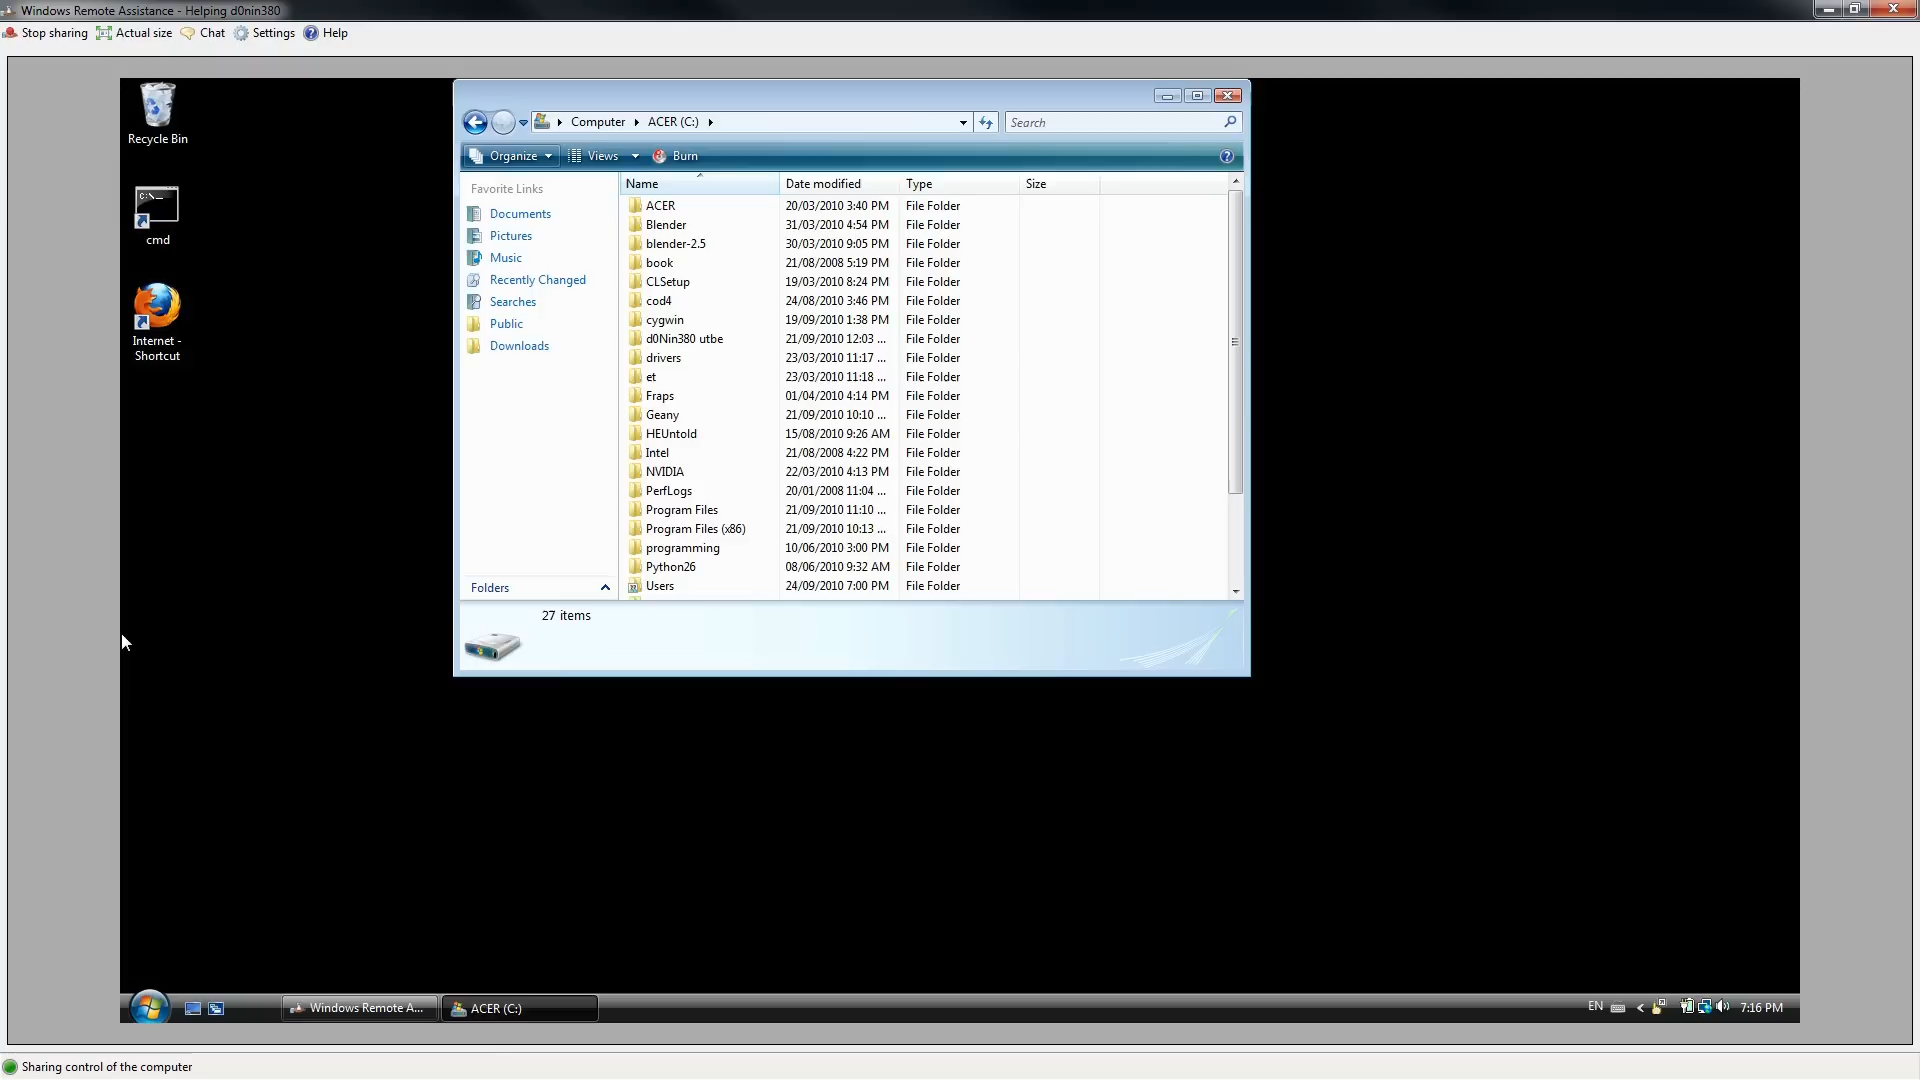 Windows Remote Assistance - Helping d0nin380
Stop sharing Actual size Chat Settings Help
Recycle Bin
cmd
Internet -
Shortcut
Computer ACER (C:) Search
Organize Views Burn
Favorite Links
Documents
Pictures
Music
Recently Changed
Searches
Public
Downloads
Folders
Name Date modified Type Size
ACER 20/03/2010 3:40 PM File Folder
Blender 31/03/2010 4:54 PM File Folder
blender-2.5 30/03/2010 9:05 PM File Folder
book 21/08/2008 5:19 PM File Folder
CLSetup 19/03/2010 8:24 PM File Folder
cod4 24/08/2010 3:46 PM File Folder
cygwin 19/09/2010 1:38 PM File Folder
d0Nin380 utbe 21/09/2010 12:03 ... File Folder
drivers 23/03/2010 11:17 ... File Folder
et 23/03/2010 11:18 ... File Folder
Fraps 01/04/2010 4:14 PM File Folder
Geany 21/09/2010 10:10 ... File Folder
HEUntold 15/08/2010 9:26 AM File Folder
Intel 21/08/2008 4:22 PM File Folder
NVIDIA 22/03/2010 4:13 PM File Folder
PerfLogs 20/01/2008 11:04 ... File Folder
Program Files 21/09/2010 11:10 ... File Folder
Program Files (x86) 21/09/2010 10:13 ... File Folder
programming 10/06/2010 3:00 PM File Folder
Python26 08/06/2010 9:32 AM File Folder
Users 24/09/2010 7:00 PM File Folder
27 items
Windows Remote A... ACER (C:) EN 7:16 PM
Sharing control of the computer